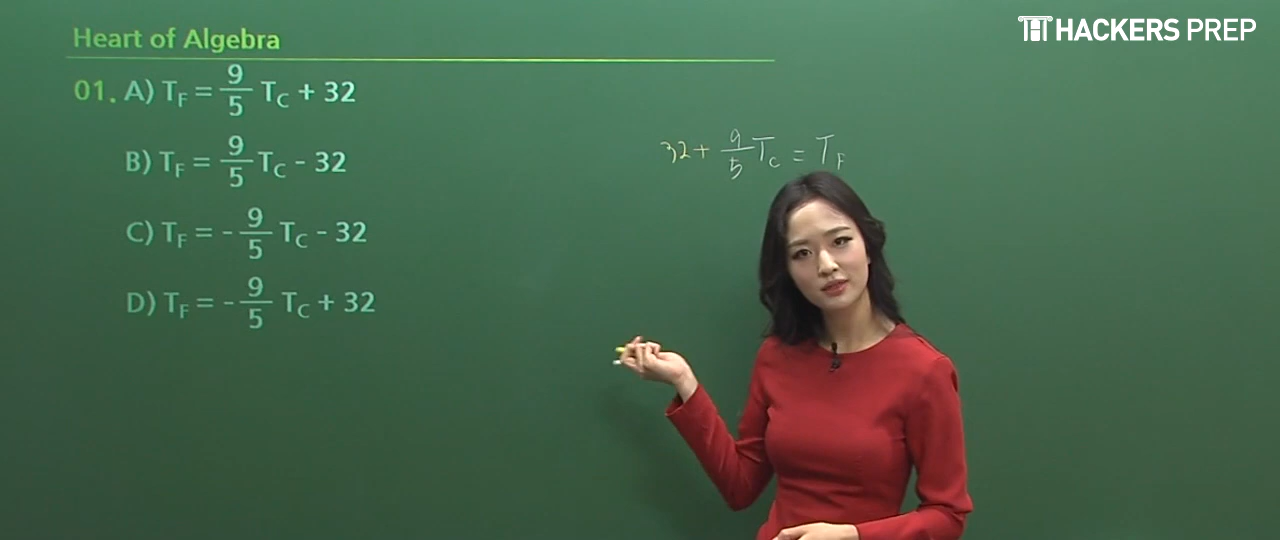 HACKERS PREP
Heart of Algebra
01. A) T_F = 9/5 T_C + 32
B) T_F = 9/5 T_C - 32
C) T_F = - 9/5 T_C - 32
D) T_F = - 9/5 T_C + 32
32 + 9/5 T_C = T_F